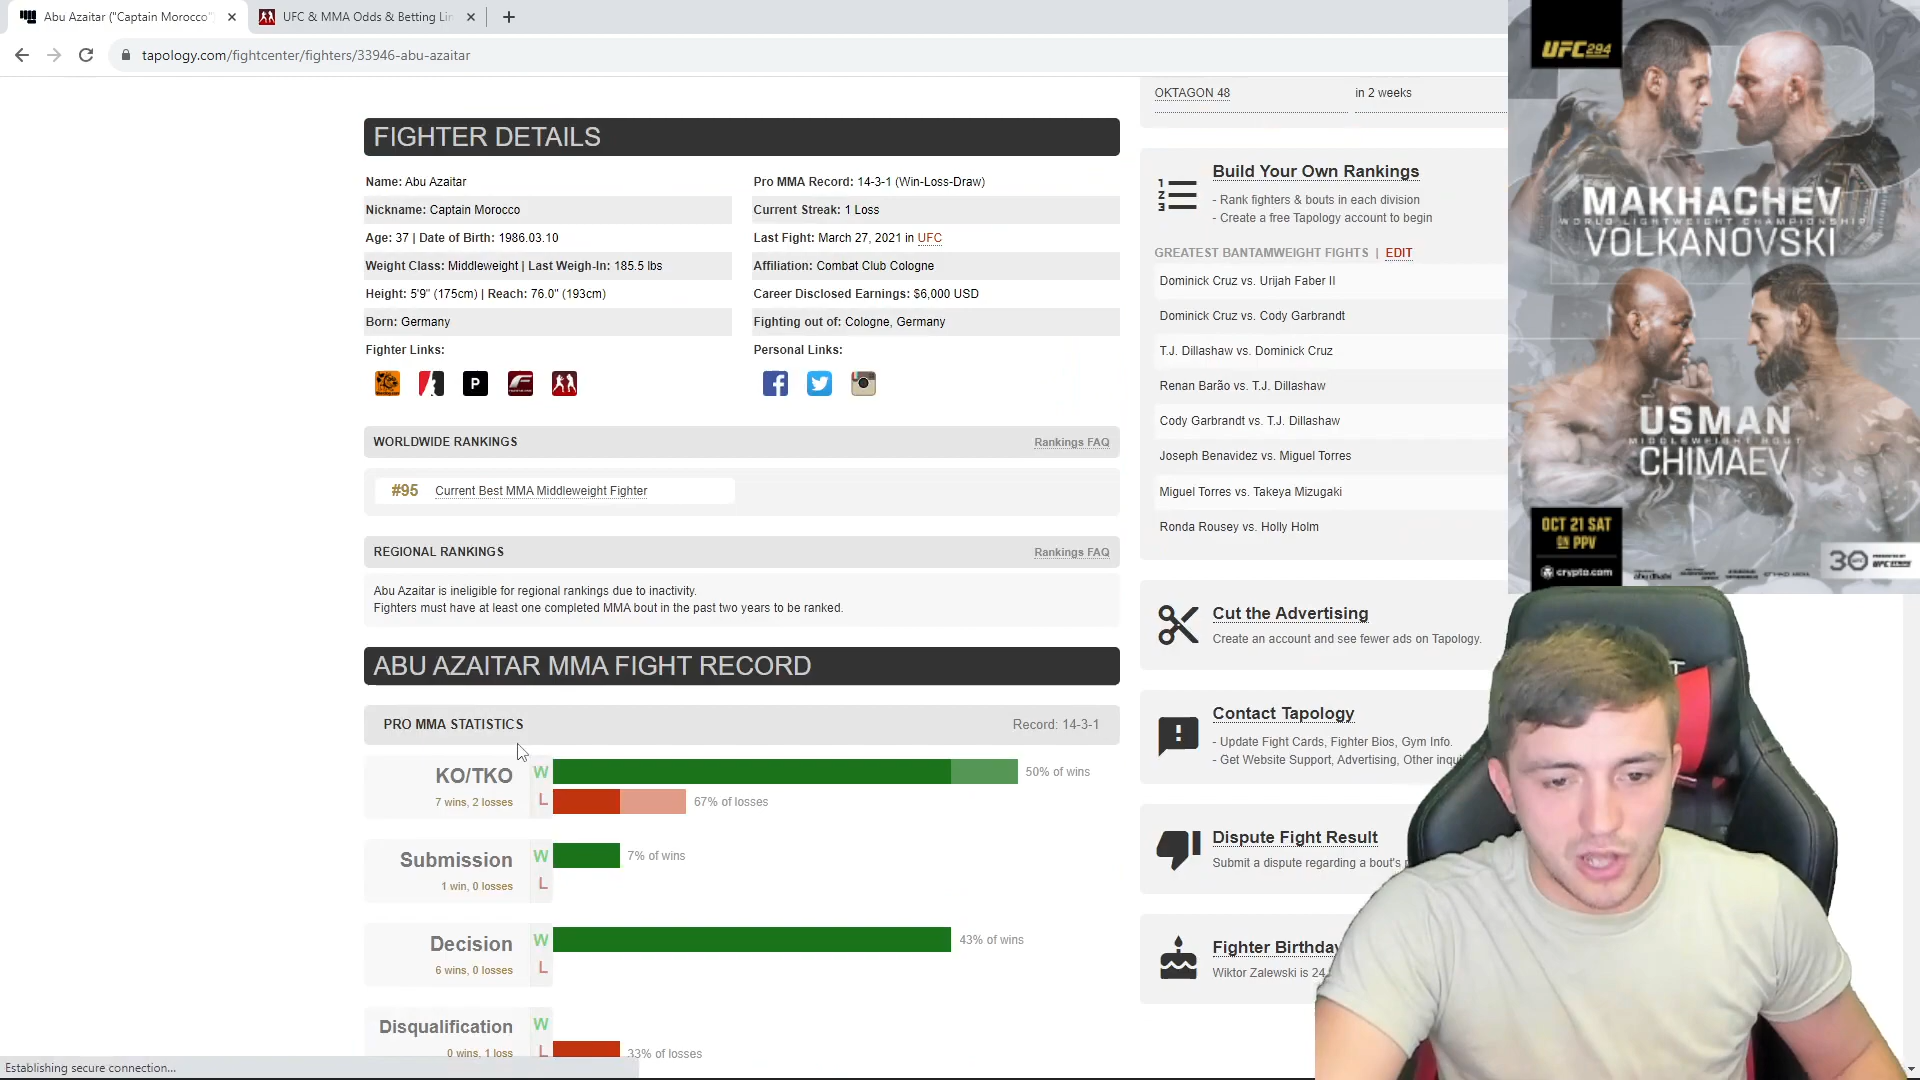 Abu Azaitar ("Captain Morocco")
UFC & MMA Odds & Betting Lin
tapology.com/fightcenter/fighters/33946-abu-azaitar
FIGHTER DETAILS
Name: Abu Azaitar
Nickname: Captain Morocco
Age: 37 | Date of Birth: 1986.03.10
Weight Class: Middleweight | Last Weigh-In: 185.5 lbs
Height: 5'9" (175cm) | Reach: 76.0" (193cm)
Born: Germany
Fighter Links:
P
Pro MMA Record: 14-3-1 (Win-Loss-Draw)
Current Streak: 1 Loss
Last Fight: March 27, 2021 in UFC
Affiliation: Combat Club Cologne
Career Disclosed Earnings: $6,000 USD
Fighting out of: Cologne, Germany
Personal Links:
WORLDWIDE RANKINGS
Rankings FAQ
#95 Current Best MMA Middleweight Fighter
REGIONAL RANKINGS
Rankings FAQ
Abu Azaitar is ineligible for regional rankings due to inactivity.
Fighters must have at least one completed MMA bout in the past two years to be ranked.
ABU AZAITAR MMA FIGHT RECORD
PRO MMA STATISTICS
Record: 14-3-1
KO/TKO
7 wins, 2 losses
W
50% of wins
L
67% of losses
Submission
1 win, 0 losses
W
7% of wins
L
Decision
6 wins, 0 losses
W
43% of wins
L
Disqualification
0 wins, 1 loss
W
L
33% of losses
Establishing secure connection...
OKTAGON 48
in 2 weeks
1
2
3
Build Your Own Rankings
- Rank fighters & bouts in each division
- Create a free Tapology account to begin
GREATEST BANTAMWEIGHT FIGHTS | EDIT
Dominick Cruz vs. Urijah Faber II
Dominick Cruz vs. Cody Garbrandt
T.J. Dillashaw vs. Dominick Cruz
Renan Barão vs. T.J. Dillashaw
Cody Garbrandt vs. T.J. Dillashaw
Joseph Benavidez vs. Miguel Torres
Miguel Torres vs. Takeya Mizugaki
Ronda Rousey vs. Holly Holm
Cut the Advertising
Create an account and see fewer ads on Tapology.
Contact Tapology
- Update Fight Cards, Fighter Bios, Gym Info.
- Get Website Support, Advertising, Other inqui
Dispute Fight Result
Submit a dispute regarding a bout's
Fighter Birthday
Wiktor Zalewski is 24
UFC 294
MAKHACHEV
WORLD LIGHTWEIGHT CHAMPIONSHIP
VOLKANOVSKI
USMAN
MIDDLEWEIGHT BOUT
CHIMAEV
OCT 21 SAT
ON PPV
crypto.com
30